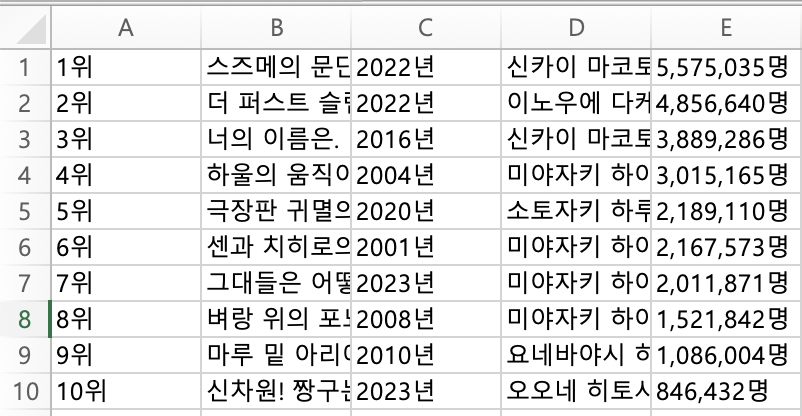 A B C D E
1 1위 스즈메의 문단 2022년 신카이 마코토 5,575,035명
2 2위 더 퍼스트 슬램 2022년 이노우에 다케 4,856,640명
3 3위 너의 이름은. 2016년 신카이 마코토 3,889,286명
4 4위 하울의 움직이 2004년 미야자키 하야 3,015,165명
5 5위 극장판 귀멸의 2020년 소토자키 하루 2,189,110명
6 6위 센과 치히로의 2001년 미야자키 하야 2,167,573명
7 7위 그대들은 어떻 2023년 미야자키 하야 2,011,871명
8 8위 벼랑 위의 포뇨 2008년 미야자키 하야 1,521,842명
9 9위 마루 밑 아리에 2010년 요네바야시 히 1,086,004명
10 10위 신차원! 짱구는 2023년 오오네 히토시 846,432명